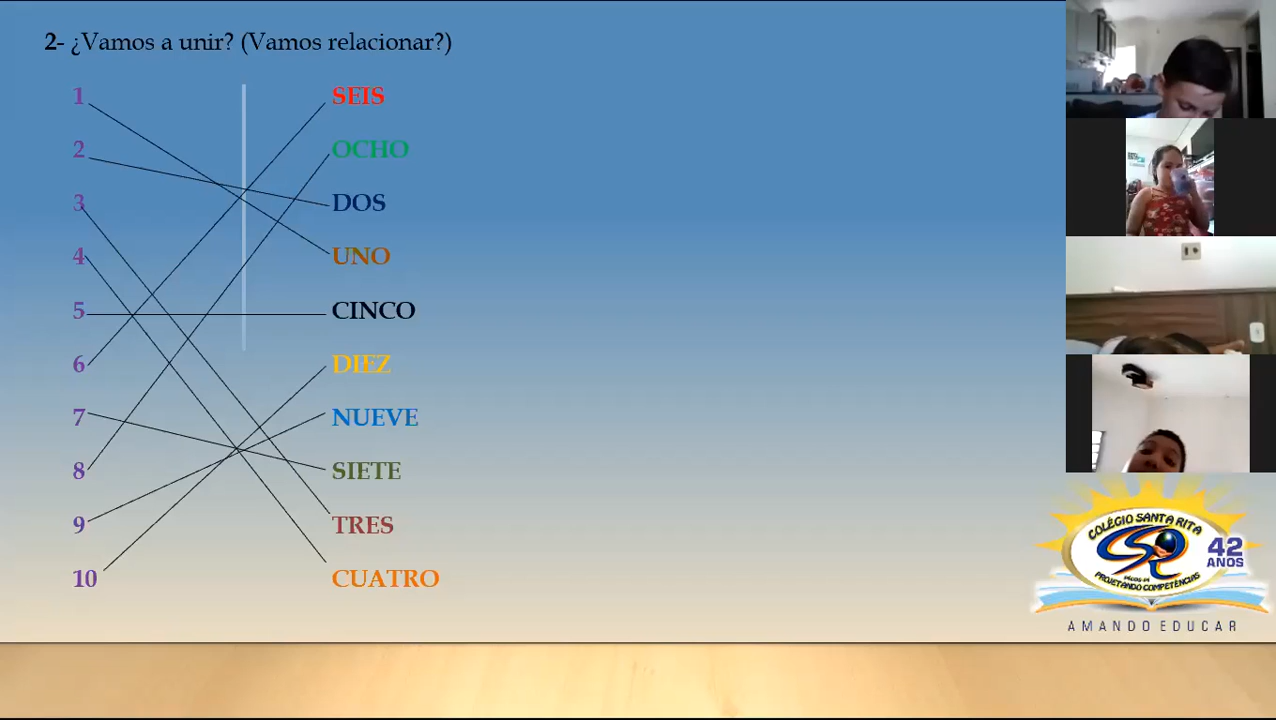 2- ¿Vamos a unir? (Vamos relacionar?)
1 SEIS
2 OCHO
3 DOS
4 UNO
5 CINCO
6 DIEZ
7 NUEVE
8 SIETE
9 TRES
10 CUATRO
COLÉGIO SANTA RITA
42
ANOS
PROJETANDO COMPETÊNCIAS
AMANDO EDUCAR